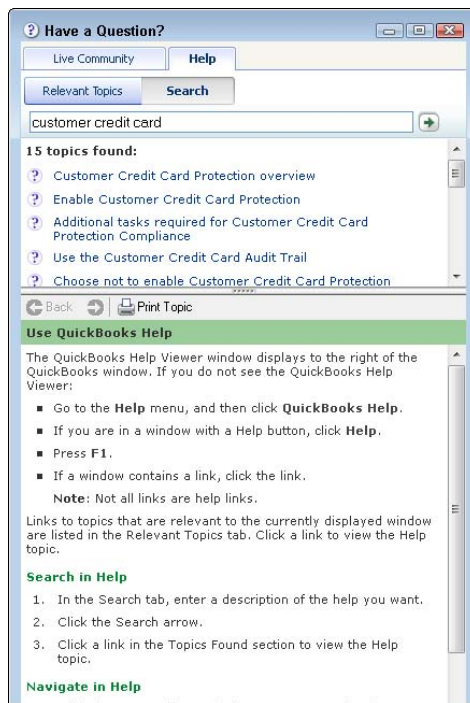 Have a Question?
Live Community Help
Relevant Topics Search
customer credit card
15 topics found:
Customer Credit Card Protection overview
Enable Customer Credit Card Protection
Additional tasks required for Customer Credit Card
Protection Compliance
Use the Customer Credit Card Audit Trail
Choose not to enable Customer Credit Card Protection
Back Print Topic
Use QuickBooks Help
The QuickBooks Help Viewer window displays to the right of the
QuickBooks window. If you do not see the QuickBooks Help
Viewer:
Go to the Help menu, and then click QuickBooks Help.
If you are in a window with a Help button, click Help.
Press F1.
If a window contains a link, click the link.
Note: Not all links are help links.
Links to topics that are relevant to the currently displayed window
are listed in the Relevant Topics tab. Click a link to view the Help
topic.
Search in Help
1. In the Search tab, enter a description of the help you want.
2. Click the Search arrow.
3. Click a link in the Topics Found section to view the Help
topic.
Navigate in Help